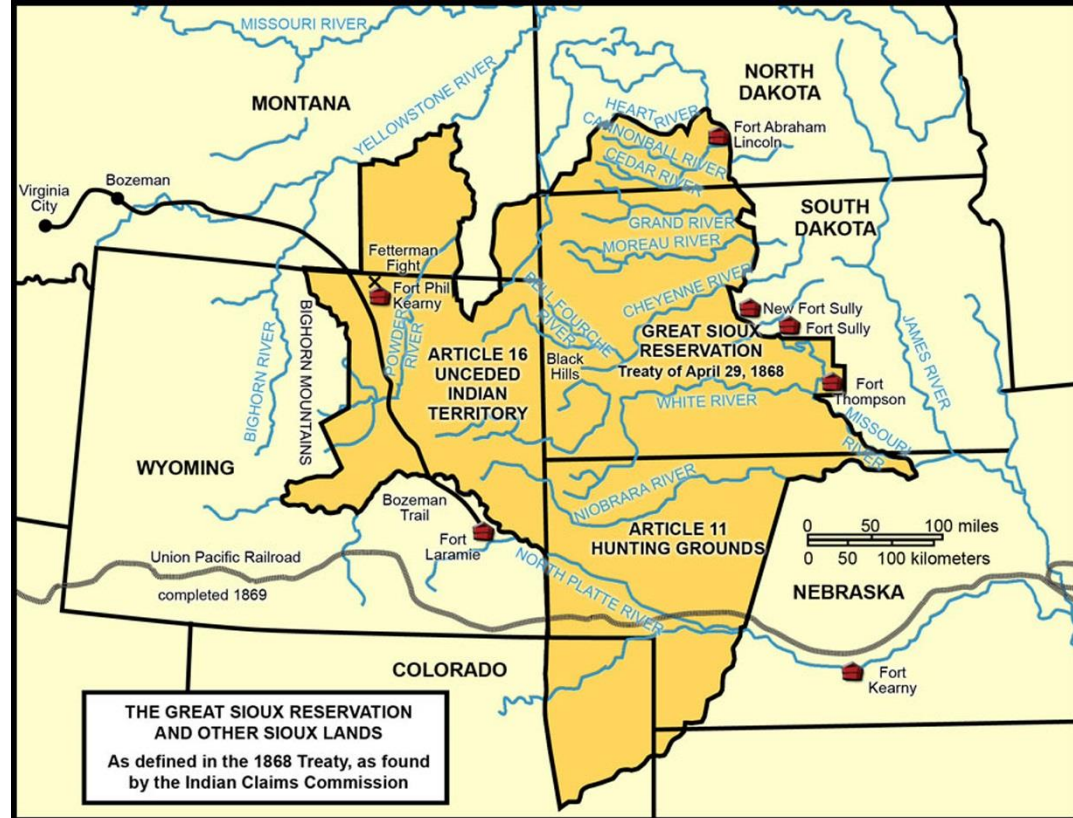 MISSOURI RIVER
MONTANA
YELLOWSTONE RIVER
NORTH
DAKOTA
HEART RIVER
CANNONBALL RIVER
CEDAR RIVER
Fort Abraham
Lincoln
Virginia
City
Bozeman
GRAND RIVER
MOREAU RIVER
SOUTH
DAKOTA
Fetterman
Fight
Fort Phil
Kearny
BIGHORN RIVER
BIGHORN MOUNTAINS
POWDER
RIVER
BELL FOURCHE
RIVER
CHEYENNE RIVER
New Fort Sully
Fort Sully
JAMES RIVER
ARTICLE 16
UNCEDED
INDIAN
TERRITORY
Black
Hills
GREAT SIOUX
RESERVATION
Treaty of April 29, 1868
WHITE RIVER
Fort
Thompson
MISSOURI
RIVER
WYOMING
NIOBRARA RIVER
Bozeman
Trail
Fort
Laramie
ARTICLE 11
HUNTING GROUNDS
0 50 100 miles
0 50 100 kilometers
Union Pacific Railroad
completed 1869
NORTH PLATTE RIVER
NEBRASKA
COLORADO
Fort
Kearny
THE GREAT SIOUX RESERVATION
AND OTHER SIOUX LANDS
As defined in the 1868 Treaty, as found
by the Indian Claims Commission